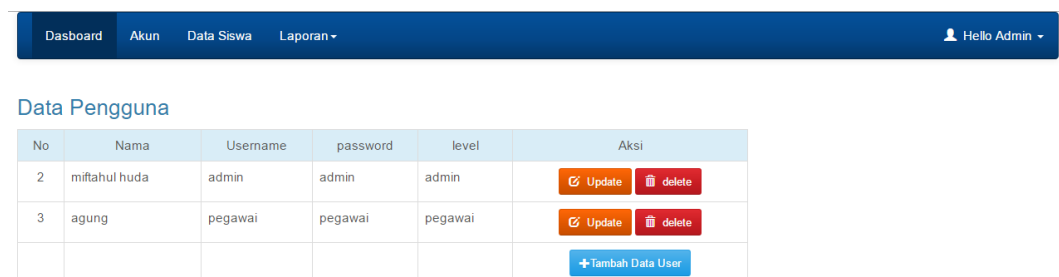 Dasboard Akun Data Siswa Laporan Hello Admin
Data Pengguna
No Nama Username password level Aksi
2 miftahul huda admin admin admin Update delete
3 agung pegawai pegawai pegawai Update delete
+Tambah Data User